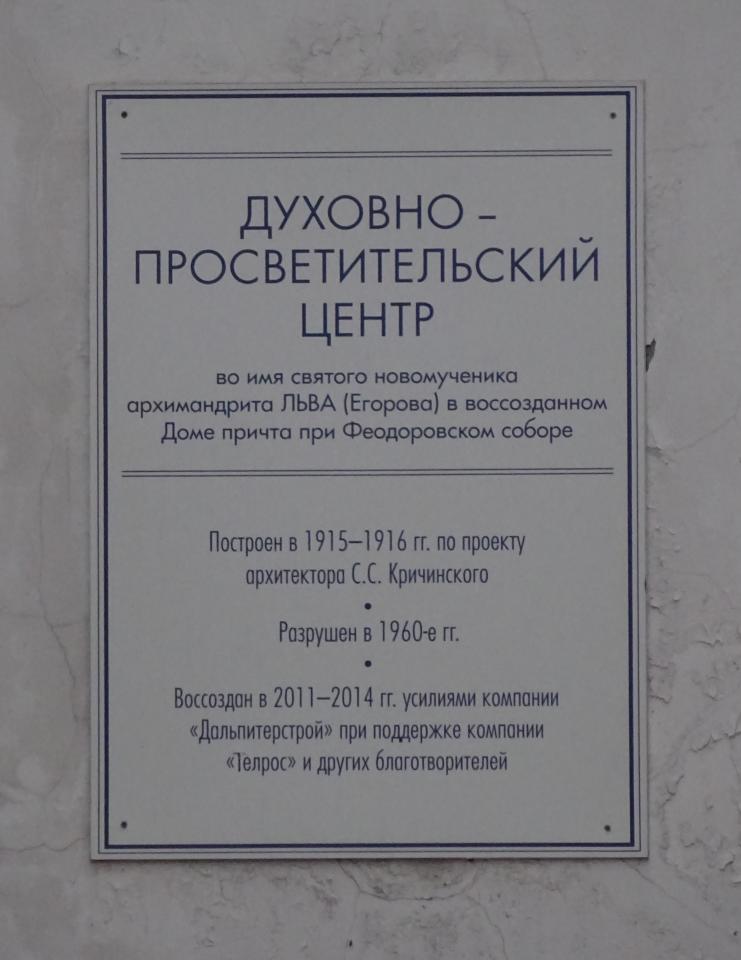 ДУХОВНО –
ПРОСВЕТИТЕЛЬСКИЙ
ЦЕНТР
во имя святого новомученика
архимандрита ЛЬВА (Егорова) в воссозданном
Доме причта при Феодоровском соборе
Построен в 1915–1916 гг. по проекту
архитектора С.С. Кричинского
•
Разрушен в 1960-е гг.
•
Воссоздан в 2011–2014 гг. усилиями компании
«Дальпитерстрой» при поддержке компании
«Телрос» и других благотворителей